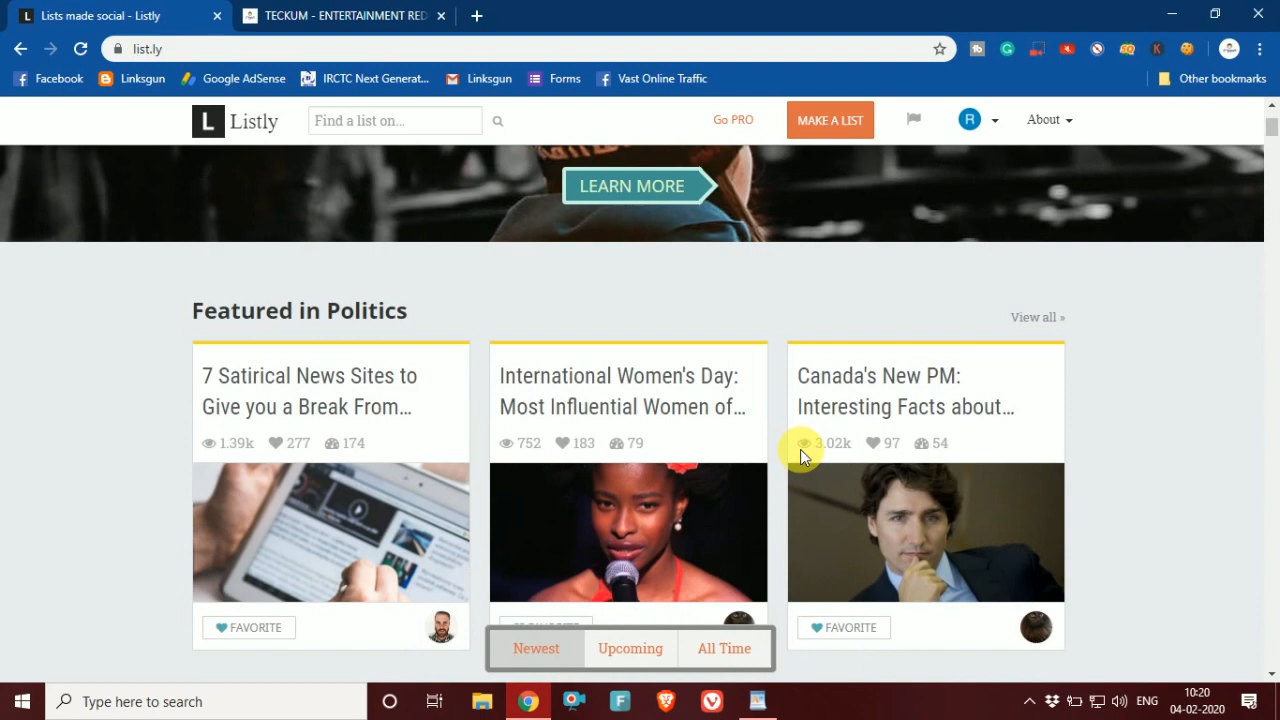 Lists made social - Listly
TECKUM - ENTERTAINMENT RED
list.ly
Facebook
Linksgun
Google AdSense
IRCTC Next Generat...
Linksgun
Forms
Vast Online Traffic
Other bookmarks
L Listly
Find a list on...
Go PRO
MAKE A LIST
R
About
LEARN MORE
Featured in Politics
View all »
7 Satirical News Sites to
Give you a Break From...
1.39k 277 174
International Women's Day:
Most Influential Women of...
752 183 79
Canada's New PM:
Interesting Facts about...
3.02k 97 54
FAVORITE
FAVORITE
Newest
Upcoming
All Time
Type here to search
ENG
10:20
04-02-2020